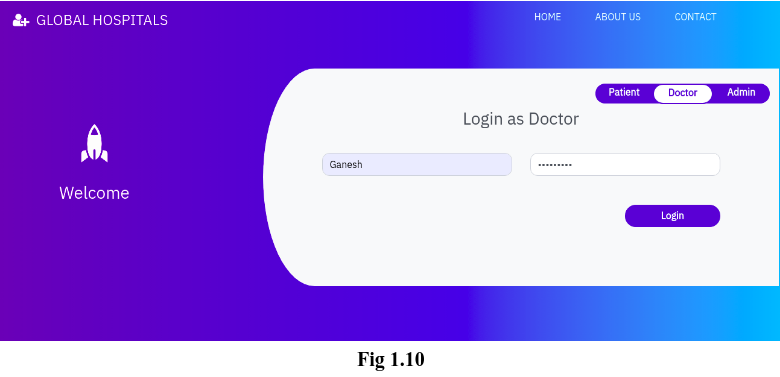 GLOBAL HOSPITALS
HOME ABOUT US CONTACT
Patient Doctor Admin
Login as Doctor
Welcome
Ganesh ---------
Login
Fig 1.10